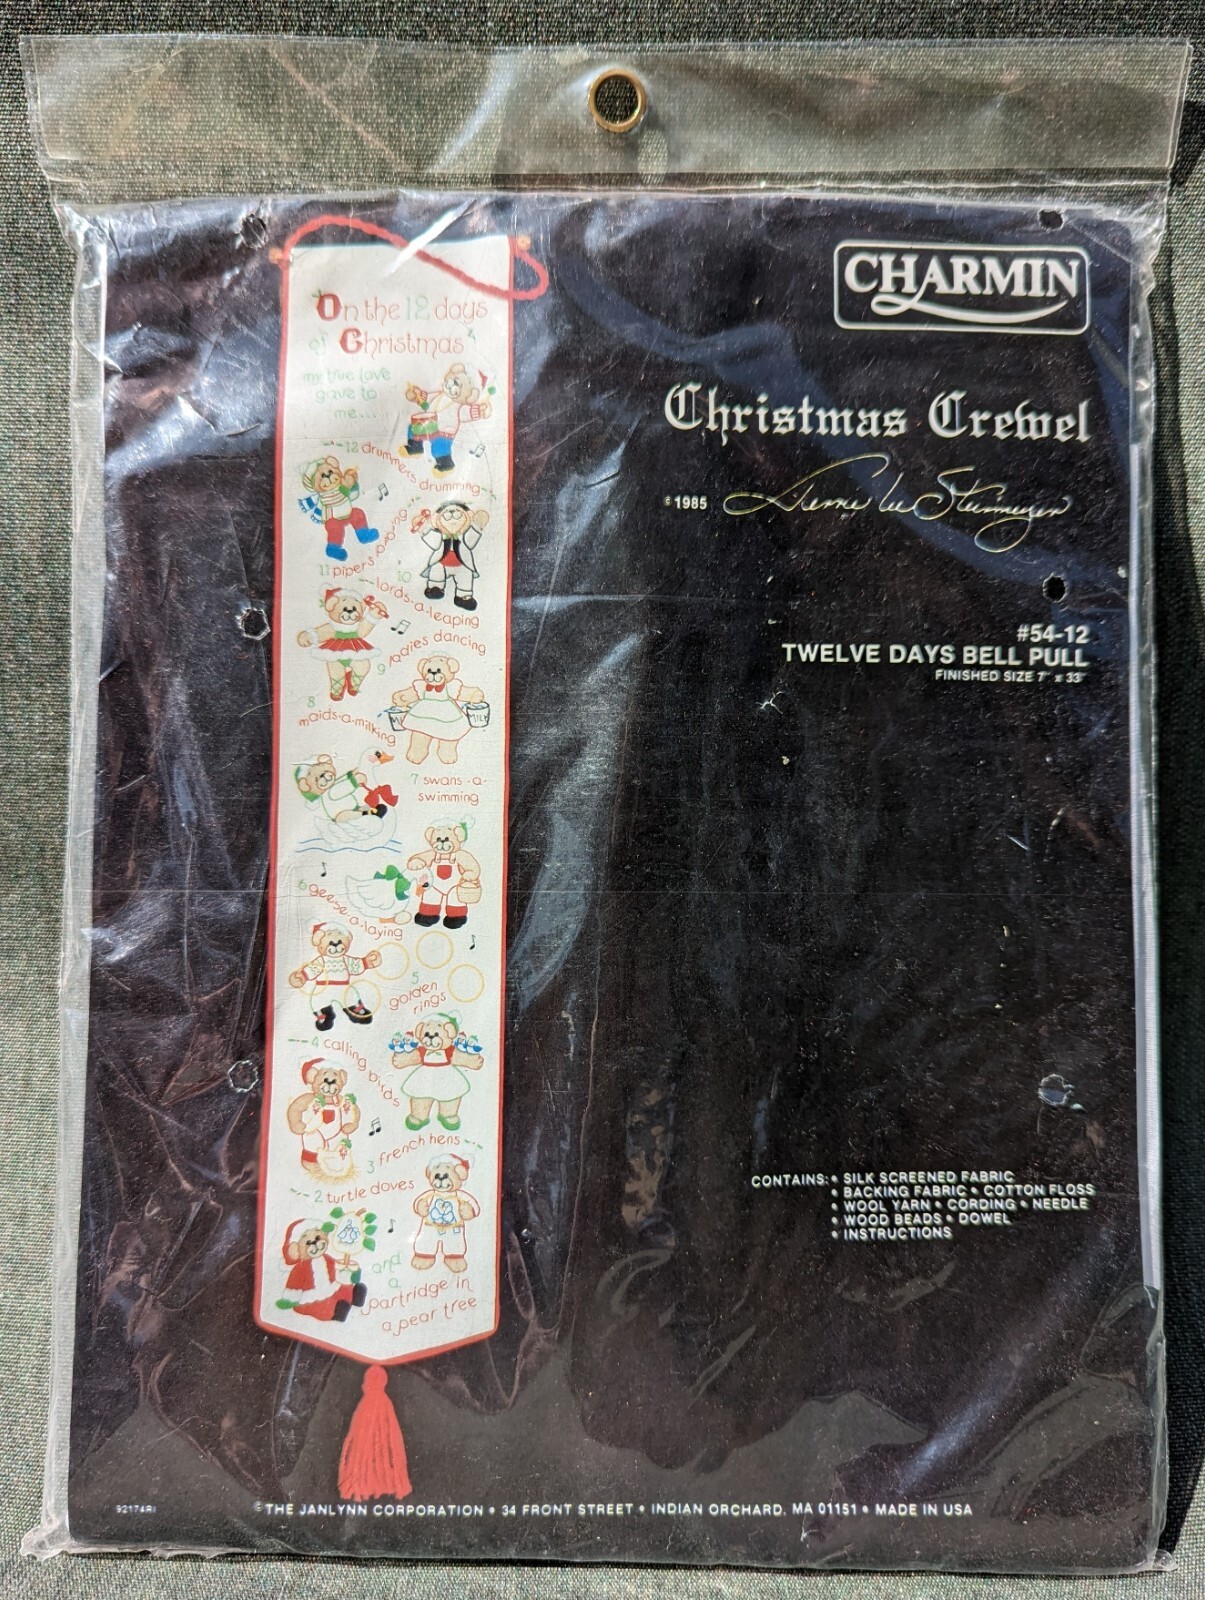 CHARMIN
Christmas Crewel
© 1985
#54-12
TWELVE DAYS BELL PULL
FINISHED SIZE 7" x 33"
On the 12 days
of Christmas
my true love
gave to
me...
12 drummers drumming
11 pipers piping
10 lords-a-leaping
9 ladies dancing
8 maids-a-milking
MILK
7 swans-a-
swimming
6 geese-a-laying
5
golden
rings
4 calling birds
3 french hens
2 turtle doves
and
a
partridge in
a pear tree
CONTAINS: • SILK SCREENED FABRIC
• BACKING FABRIC • COTTON FLOSS
• WOOL YARN • CORDING • NEEDLE
• WOOD BEADS • DOWEL
• INSTRUCTIONS
92174RI
© THE JANLYNN CORPORATION • 34 FRONT STREET • INDIAN ORCHARD, MA 01151 • MADE IN USA